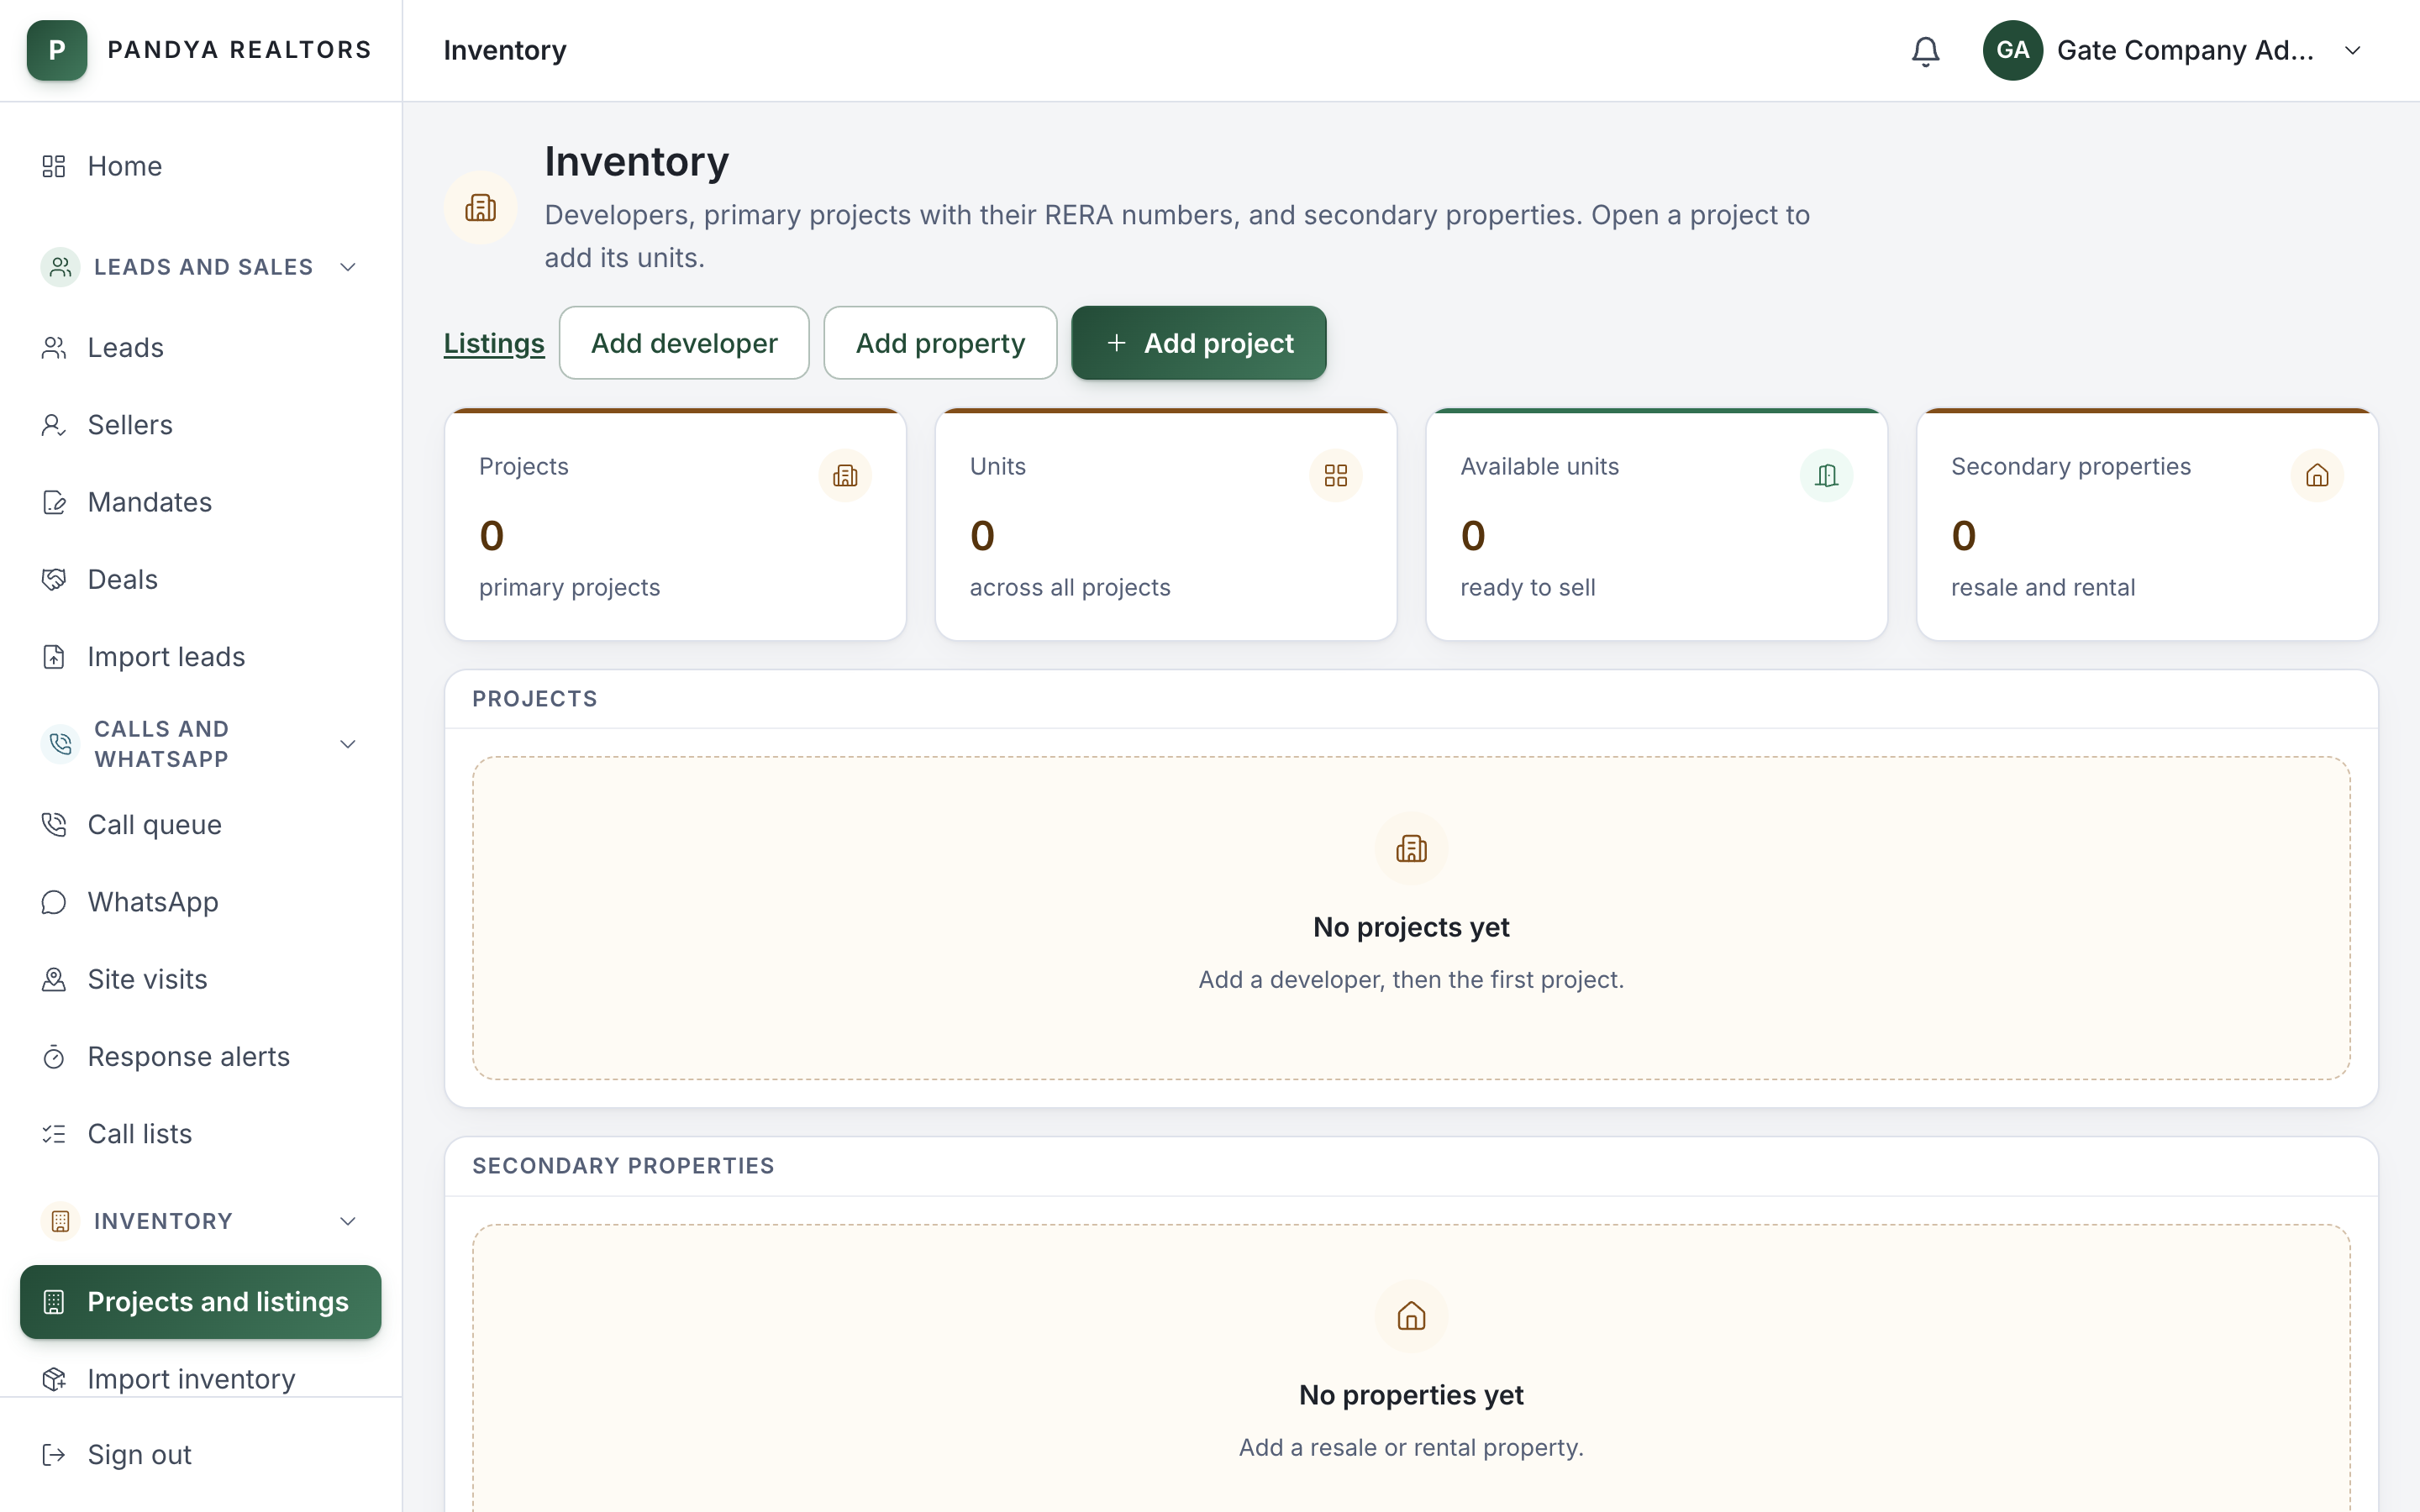 P PANDYA REALTORS
Inventory
GA Gate Company Ad...
Home
LEADS AND SALES
Leads
Sellers
Mandates
Deals
Import leads
CALLS AND
WHATSAPP
Call queue
WhatsApp
Site visits
Response alerts
Call lists
INVENTORY
Projects and listings
Import inventory
Sign out
Inventory
Developers, primary projects with their RERA numbers, and secondary properties. Open a project to
add its units.
Listings Add developer Add property + Add project
Projects
0
primary projects
Units
0
across all projects
Available units
0
ready to sell
Secondary properties
0
resale and rental
PROJECTS
No projects yet
Add a developer, then the first project.
SECONDARY PROPERTIES
No properties yet
Add a resale or rental property.